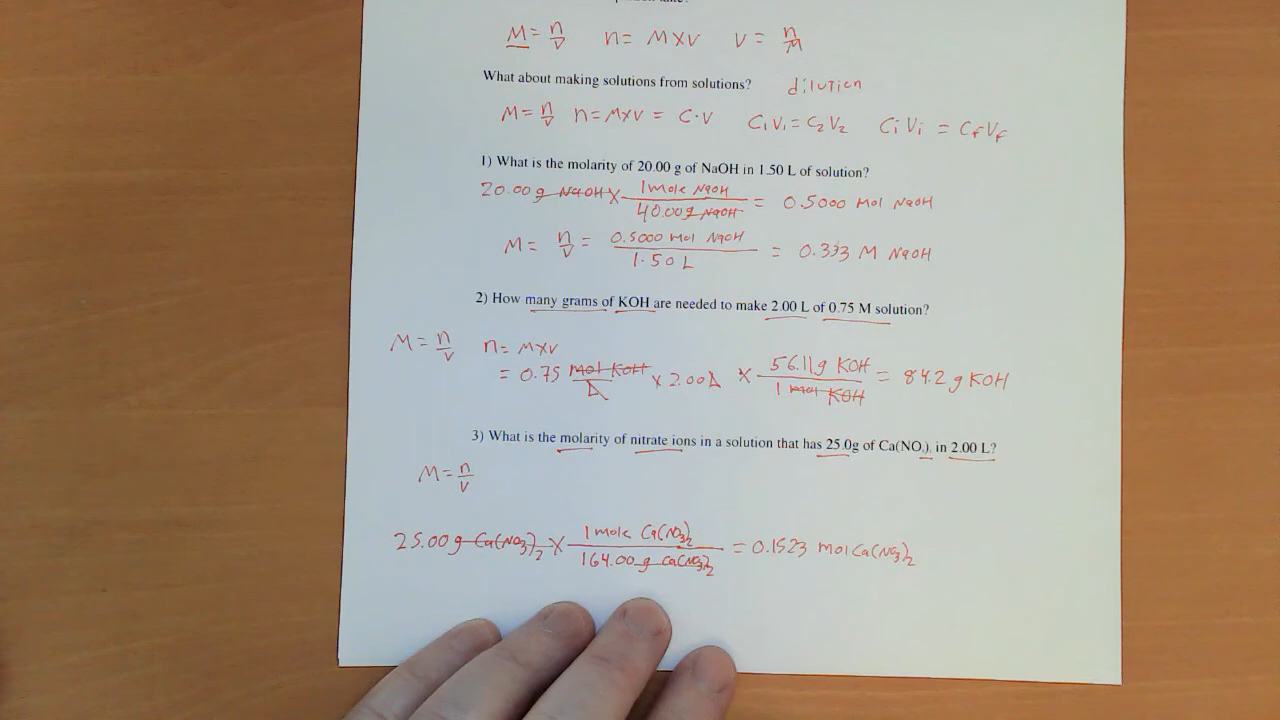 M = n/v n = M×V V = n/M
What about making solutions from solutions? dilution
M = n/v n = M×V = C·V C₁V₁ = C₂V₂ CᵢVᵢ = C_fV_f
1) What is the molarity of 20.00 g of NaOH in 1.50 L of solution?
20.00 g NaOH × 1 mole NaOH / 40.00 g NaOH = 0.5000 mol NaOH
M = n/v = 0.5000 mol NaOH / 1.50 L = 0.333 M NaOH
2) How many grams of KOH are needed to make 2.00 L of 0.75 M solution?
M = n/v n = M×V
= 0.75 mol KOH / L × 2.00 L × 56.11 g KOH / 1 mol KOH = 84.2 g KOH
3) What is the molarity of nitrate ions in a solution that has 25.0g of Ca(NO₃)₂ in 2.00 L?
M = n/v
25.00 g Ca(NO₃)₂ × 1 mole Ca(NO₃)₂ / 164.00 g Ca(NO₃)₂ = 0.1523 mol Ca(NO₃)₂